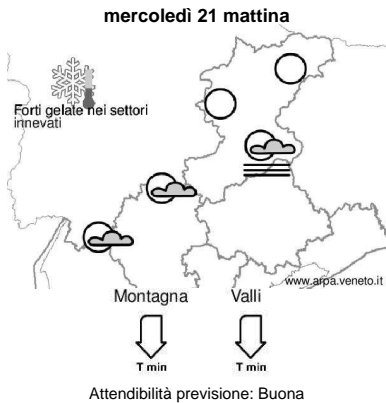 mercoledì 21 mattina
Forti gelate nei settori
innevati
www.arpa.veneto.it
Montagna Valli
T min T min
Attendibilità previsione: Buona